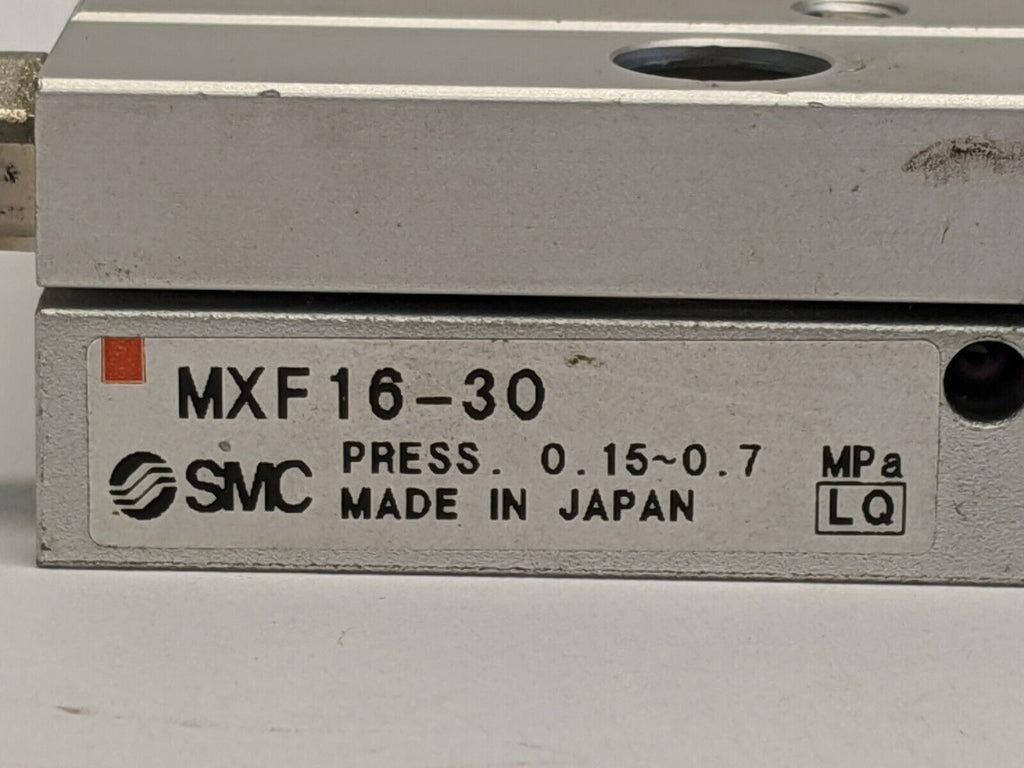 MXF16-30
SMC
PRESS. 0.15~0.7 MPa
MADE IN JAPAN LQ